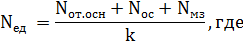 N_ед = (N_от.осн + N_ос + N_мз) / k, где